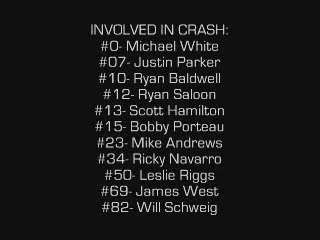 INVOLVED IN CRASH:
#0- Michael White
#07- Justin Parker
#10- Ryan Baldwell
#12- Ryan Saloon
#13- Scott Hamilton
#15- Bobby Porteau
#23- Mike Andrews
#34- Ricky Navarro
#50- Leslie Riggs
#69- James West
#82- Will Schweig